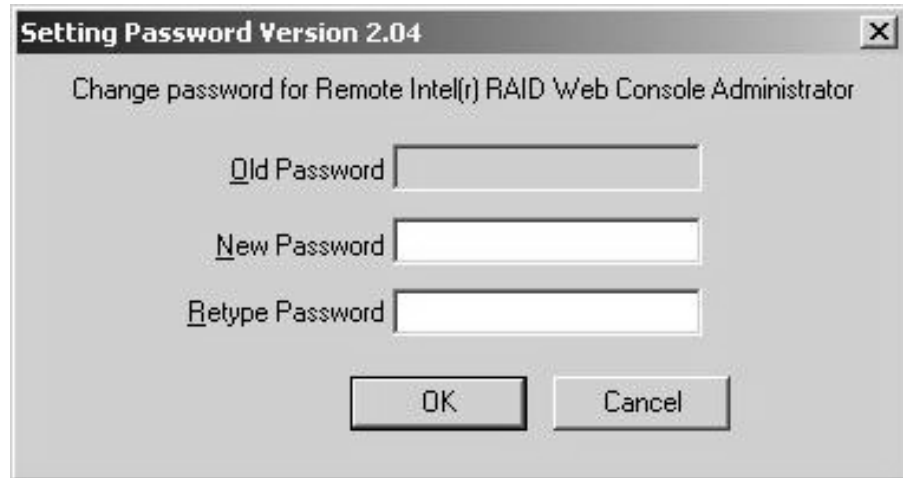 Setting Password Version 2.04
Change password for Remote Intel(r) RAID Web Console Administrator
Old Password
New Password
Retype Password
OK Cancel